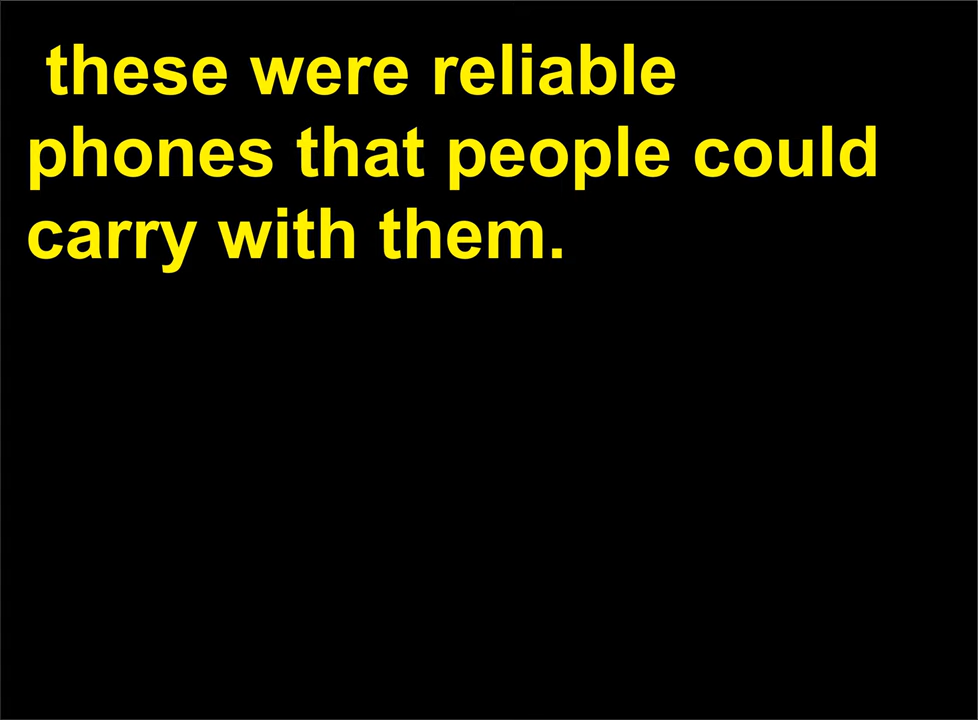 these were reliable
phones that people could
carry with them.